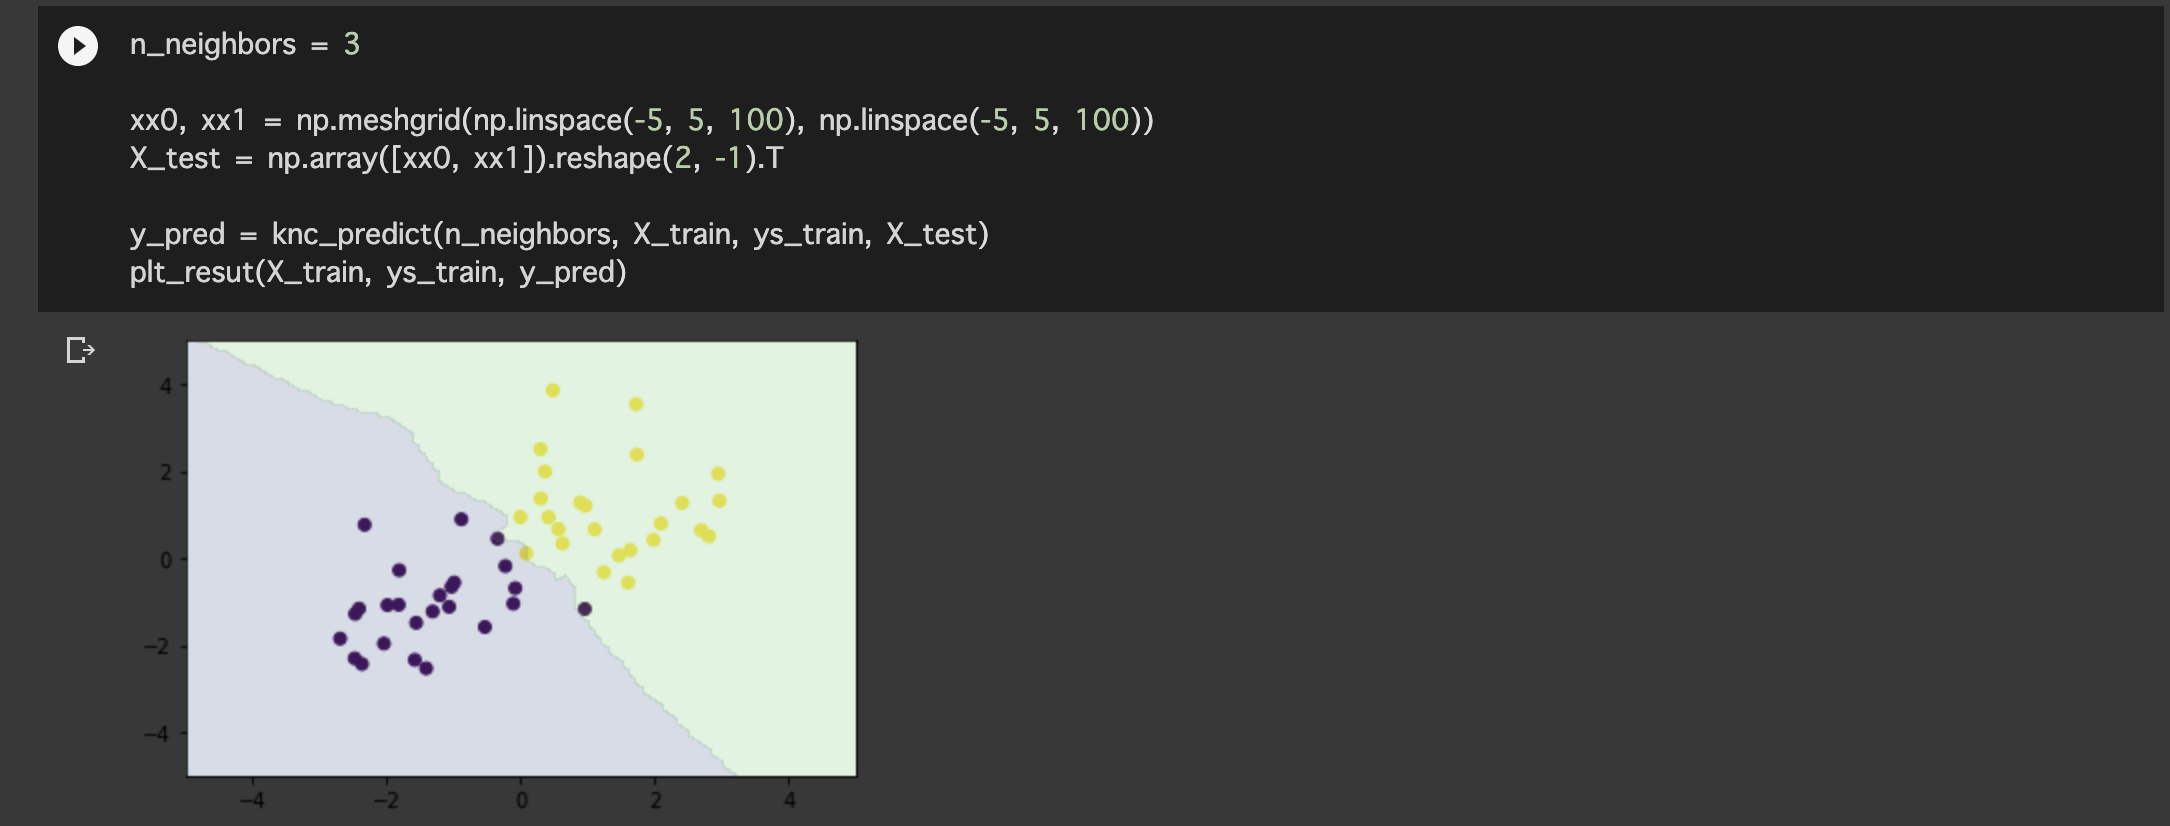 n_neighbors = 3
xx0, xx1 = np.meshgrid(np.linspace(-5, 5, 100), np.linspace(-5, 5, 100))
X_test = np.array([xx0, xx1]).reshape(2, -1).T
y_pred = knc_predict(n_neighbors, X_train, ys_train, X_test)
plt_resut(X_train, ys_train, y_pred)
4
2
0
−2
−4
−4 −2 0 2 4